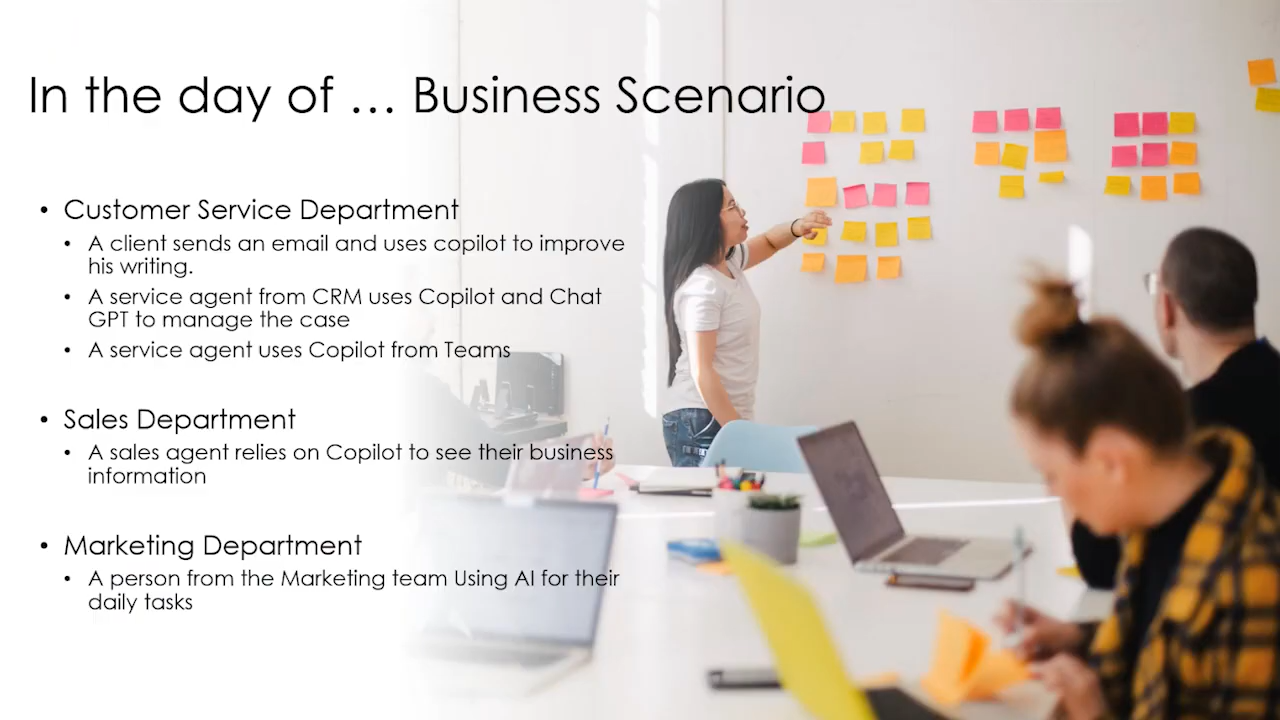 In the day of … Business Scenario
• Customer Service Department
• A client sends an email and uses copilot to improve
his writing.
• A service agent from CRM uses Copilot and Chat
GPT to manage the case
• A service agent uses Copilot from Teams
• Sales Department
• A sales agent relies on Copilot to see their business
information
• Marketing Department
• A person from the Marketing team Using AI for their
daily tasks